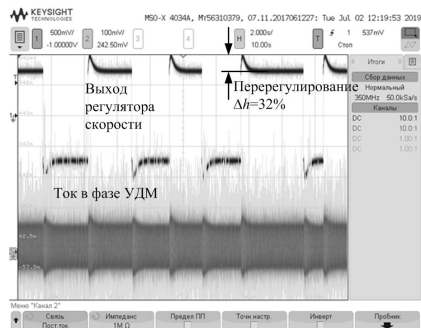 KEYSIGHT
TECHNOLOGIES
MSO-X 4034A, MY56310379, 07.11.2017061227: Tue Jul 02 12:19:53 2019
1 500mV/ 2 100mV/ 3 4 H 2.000s/ T 1 537mV
-1.00000V 242.50mV 10.00s Стоп
Итоги
Сбор данных
Нормальный
350MHz 50.0kSa/s
Каналы
DC 10.0:1
DC 10.0:1
DC 1.00:1
DC 1.00:1
Выход
регулятора
скорости
Перерегулирование
Δh=32%
Ток в фазе УДМ
Меню "Канал 2"
Связь Импеданс Предел ПП Точн настр. Инверт Пробник
Пост.ток 1M Ω